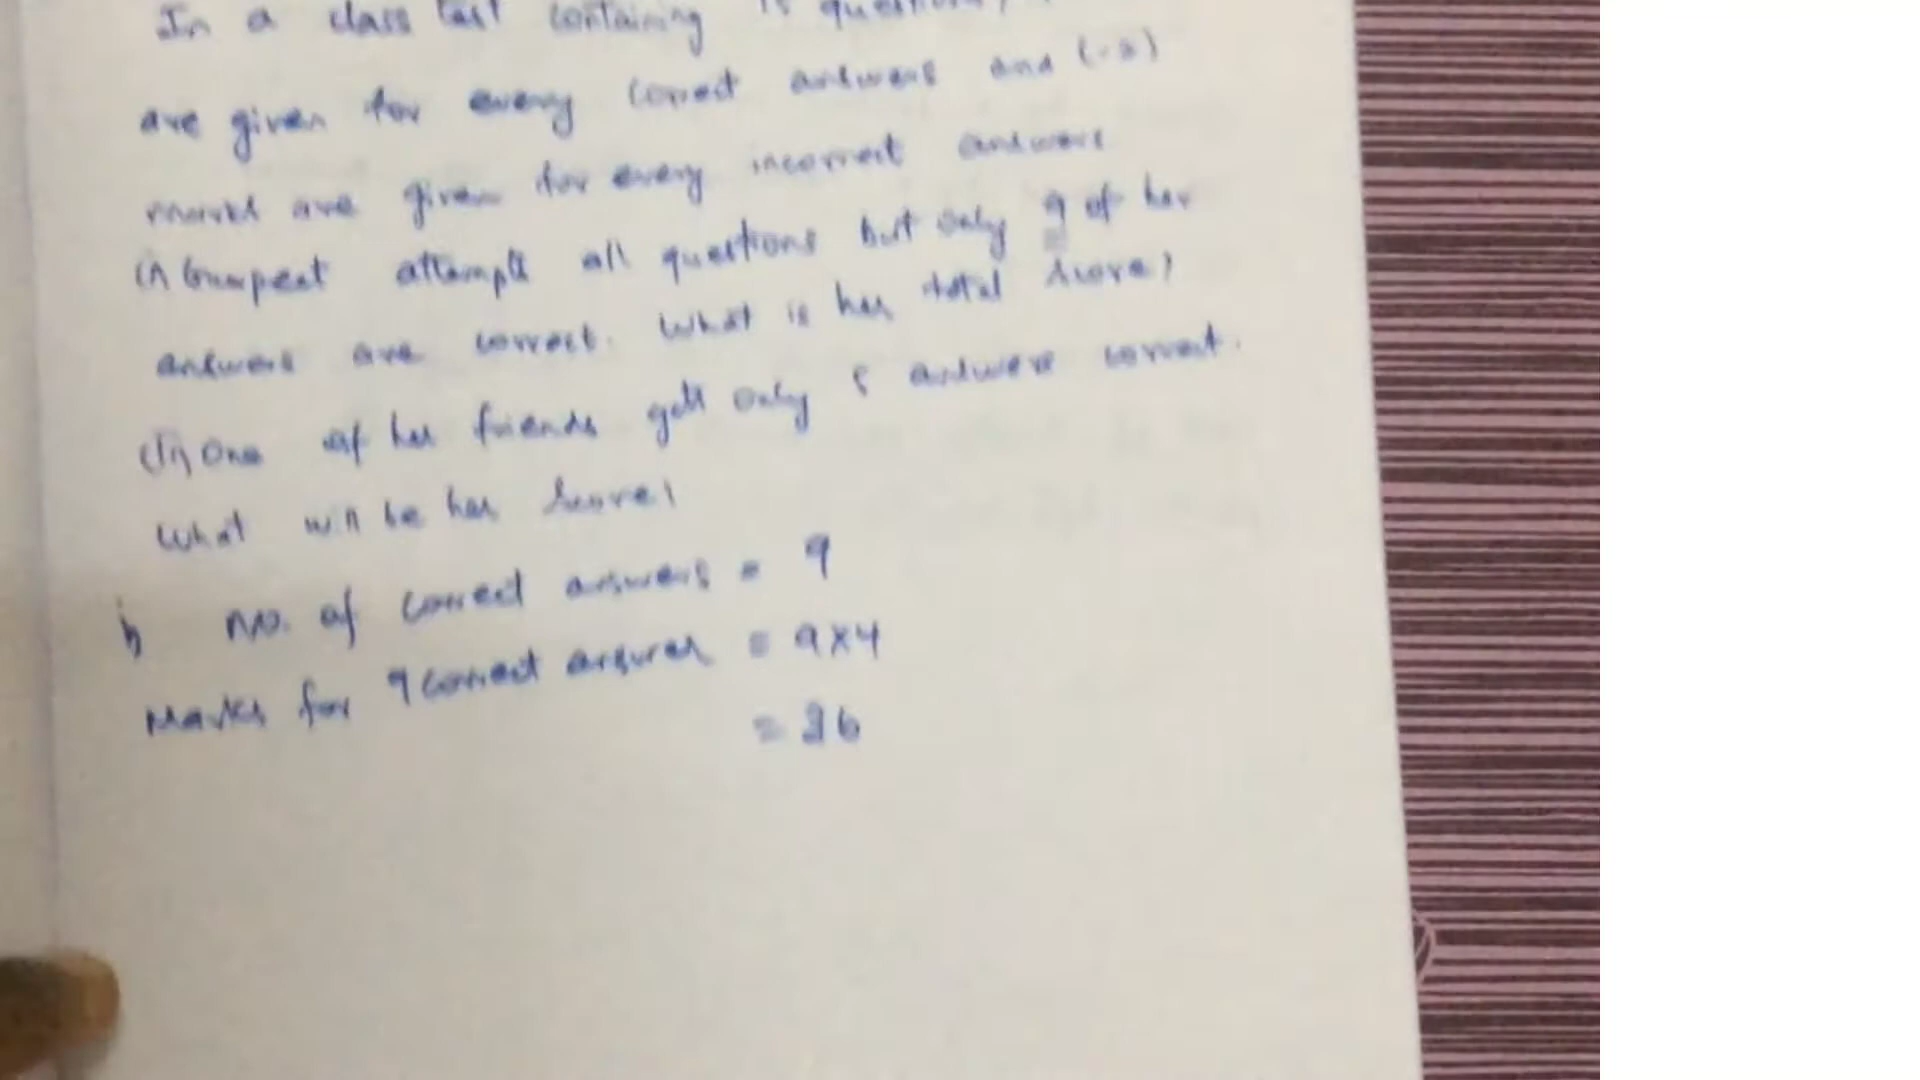 In a class test containing 15 questions,
are given for every correct answers and (-2)
marks are given for every incorrect answers
(i) Gurpreet attempts all questions but only 9 of her
answers are correct. What is her total score?
(ii) One of her friends gets only 5 answers correct.
What will be her score?
i) no. of correct answers = 9
Marks for 9 correct answer = 9x4
= 36